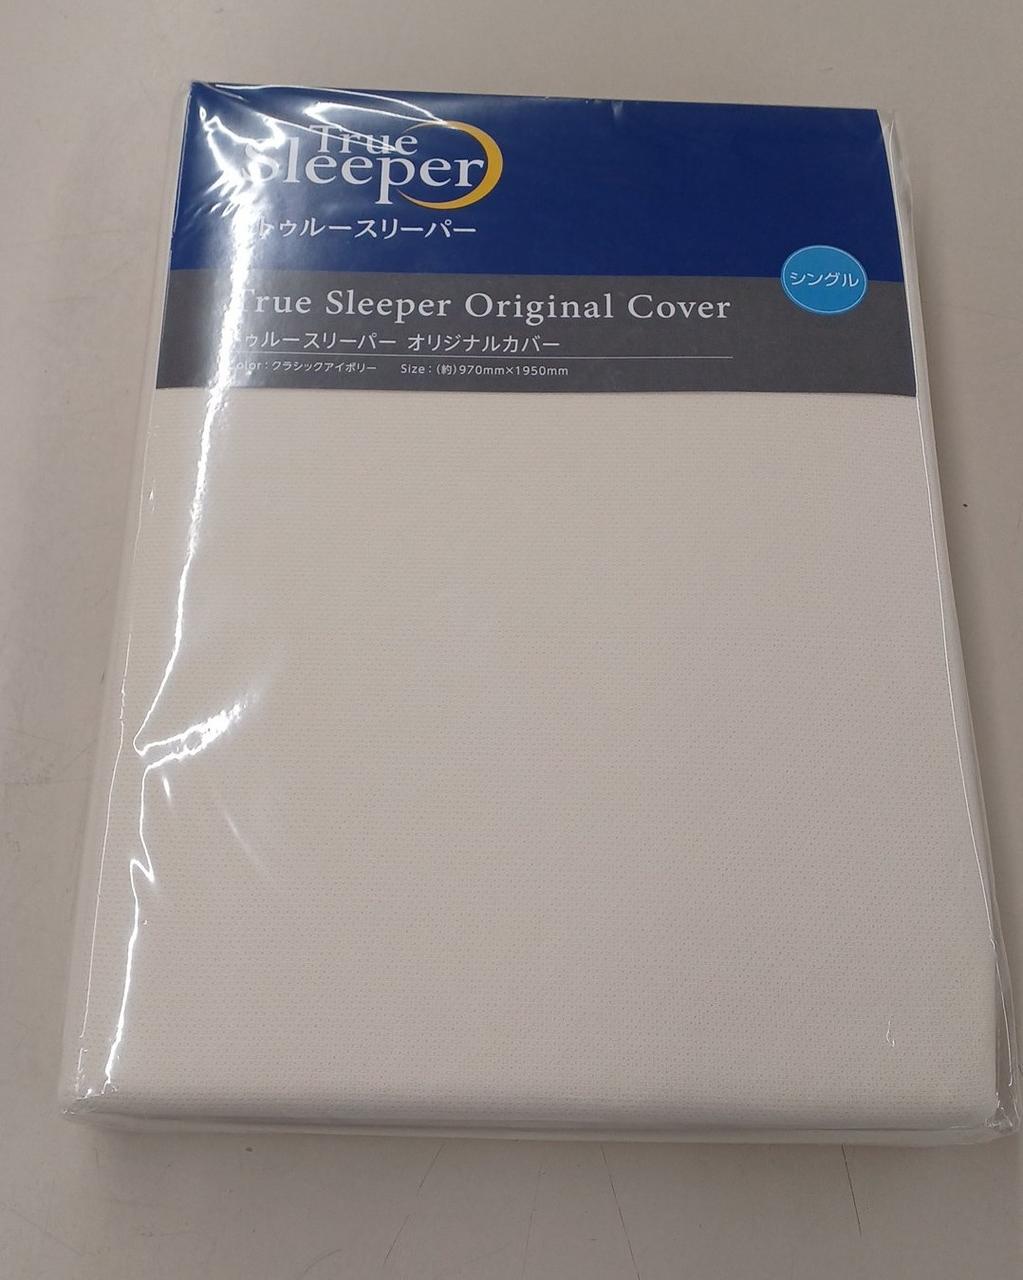 True
Sleeper
トゥルースリーパー
シングル
True Sleeper Original Cover
トゥルースリーパー オリジナルカバー
Color：クラシックアイボリー Size：（約）970mm×1950mm